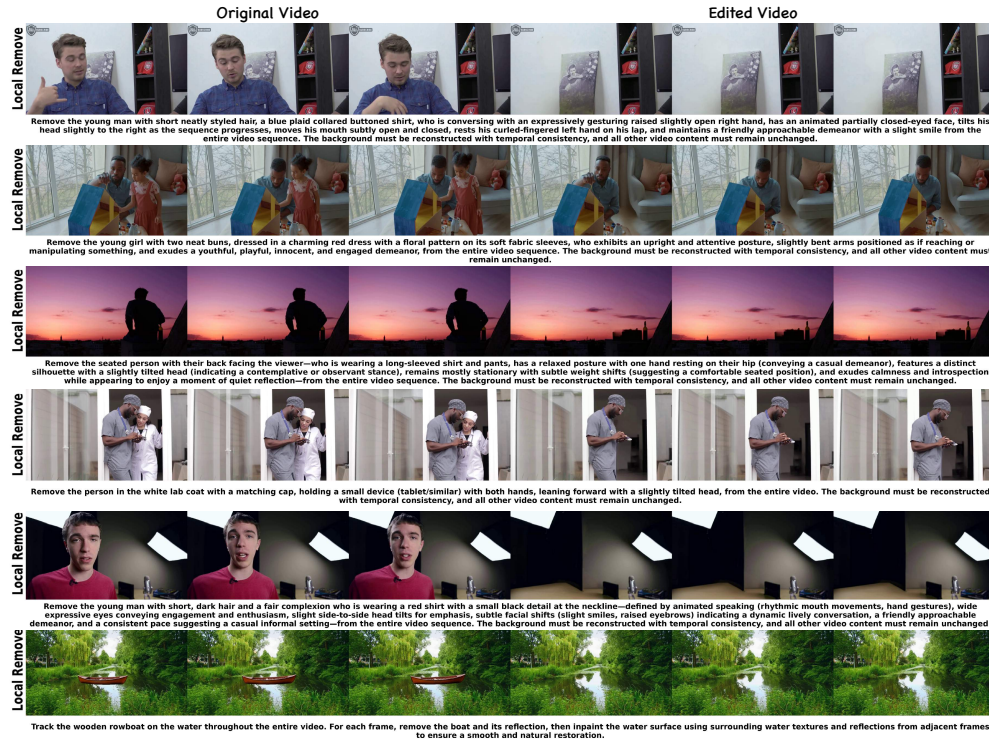 Original Video
Edited Video
Local Remove
Remove the young man with short neatly styled hair, a blue plaid collared buttoned shirt, who is conversing with an expressively gesturing raised slightly open right hand, has an animated partially closed-eyed face, tilts his
head slightly to the right as the sequence progresses, moves his mouth subtly open and closed, rests his curled-fingered left hand on his lap, and maintains a friendly approachable demeanor with a slight smile from the
entire video sequence. The background must be reconstructed with temporal consistency, and all other video content must remain unchanged.
Local Remove
Remove the young girl with two neat buns, dressed in a charming red dress with a floral pattern on its soft fabric sleeves, who exhibits an upright and attentive posture, slightly bent arms positioned as if reaching or
manipulating something, and exudes a youthful, playful, innocent, and engaged demeanor, from the entire video sequence. The background must be reconstructed with temporal consistency, and all other video content must
remain unchanged.
Local Remove
Remove the seated person with their back facing the viewer—who is wearing a long-sleeved shirt and pants, has a relaxed posture with one hand resting on their hip (conveying a casual demeanor), features a distinct
silhouette with a slightly tilted head (indicating a contemplative or observant stance), remains mostly stationary with subtle weight shifts (suggesting a comfortable seated position), and exudes calmness and introspection
while appearing to enjoy a moment of quiet reflection—from the entire video sequence. The background must be reconstructed with temporal consistency, and all other video content must remain unchanged.
Local Remove
Remove the person in the white lab coat with a matching cap, holding a small device (tablet/similar) with both hands, leaning forward with a slightly tilted head, from the entire video. The background must be reconstructed
with temporal consistency, and all other video content must remain unchanged.
Local Remove
Remove the young man with short, dark hair and a fair complexion who is wearing a red shirt with a small black detail at the neckline—defined by animated speaking (rhythmic mouth movements, hand gestures), wide
expressive eyes conveying engagement and enthusiasm, slight side-to-side head tilts for emphasis, subtle facial shifts (slight smiles, raised eyebrows) indicating a dynamic lively conversation, a friendly approachable
demeanor, and a consistent pace suggesting a casual informal setting—from the entire video sequence. The background must be reconstructed with temporal consistency, and all other video content must remain unchanged
Local Remove
Track the wooden rowboat on the water throughout the entire video. For each frame, remove the boat and its reflection, then inpaint the water surface using surrounding water textures and reflections from adjacent frames
to ensure a smooth and natural restoration.